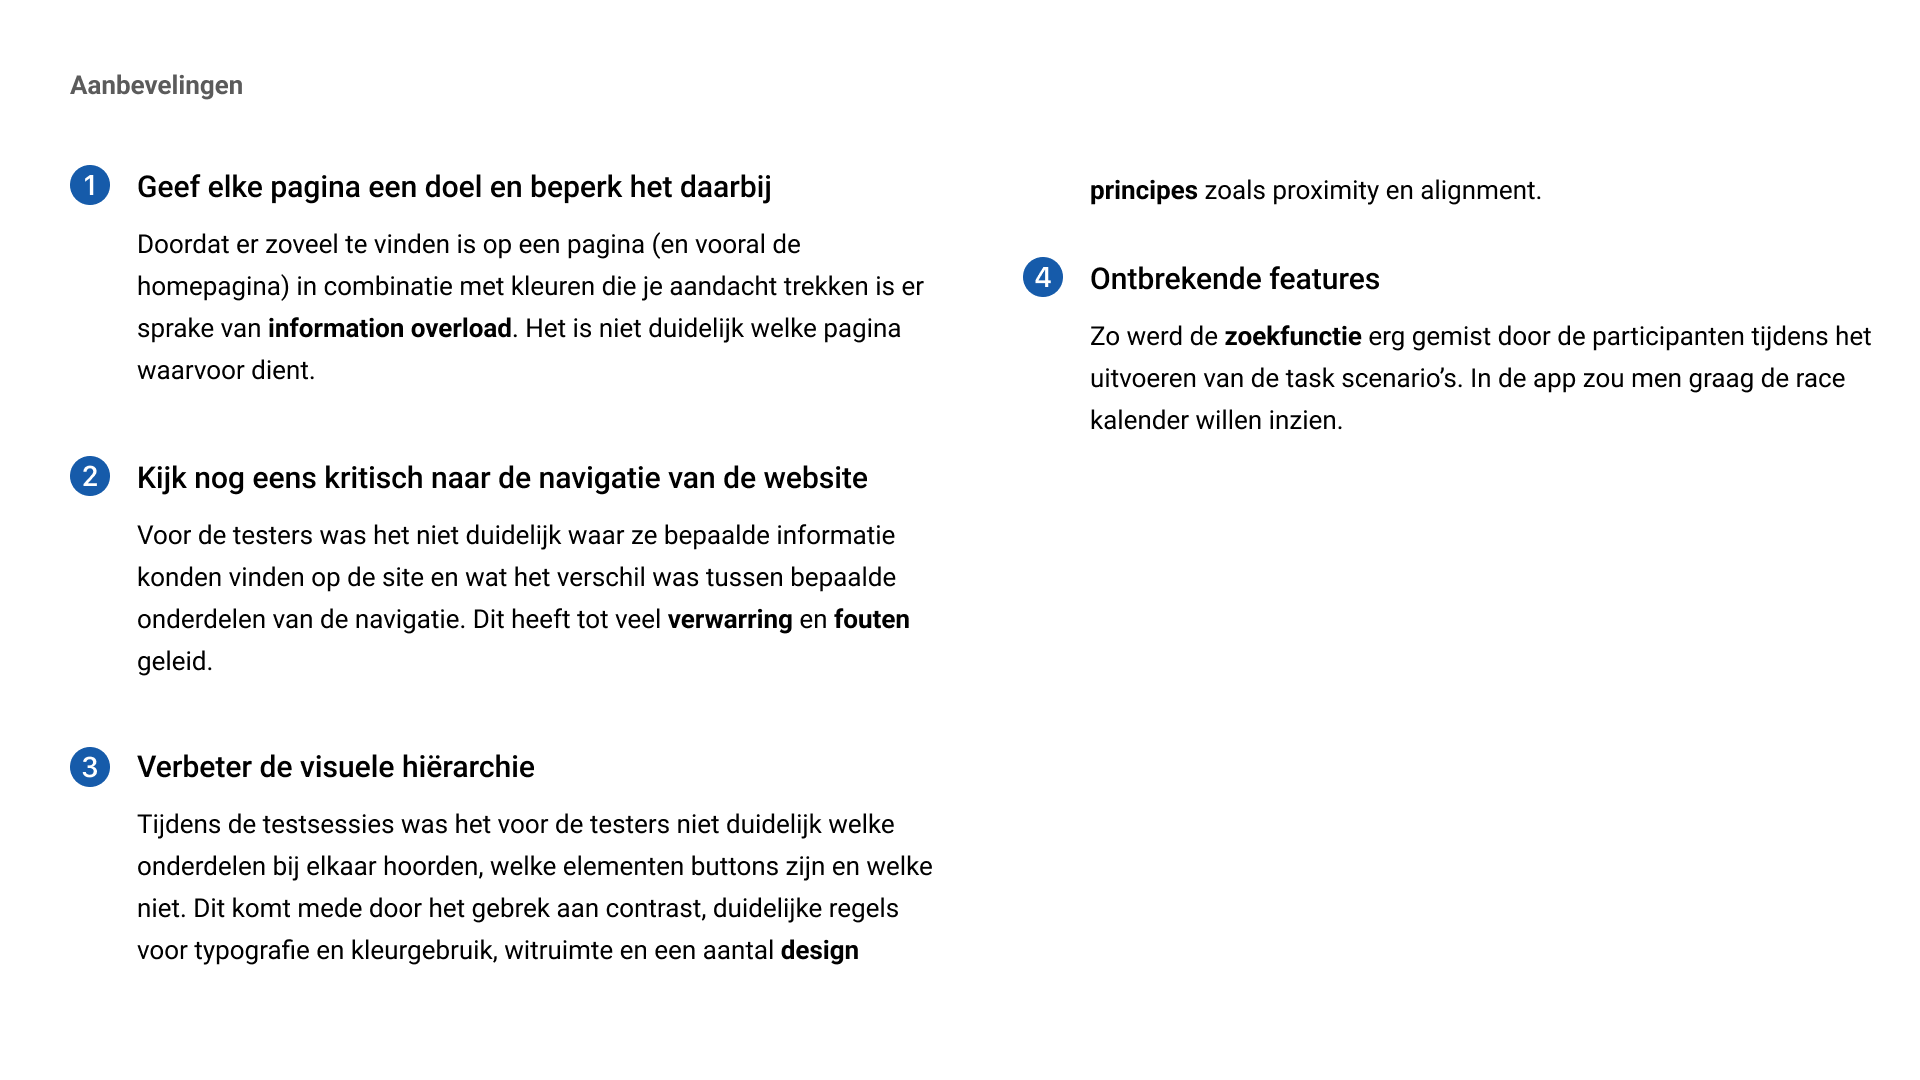 Aanbevelingen
1 Geef elke pagina een doel en beperk het daarbij
Doordat er zoveel te vinden is op een pagina (en vooral de
homepagina) in combinatie met kleuren die je aandacht trekken is er
sprake van information overload. Het is niet duidelijk welke pagina
waarvoor dient.
2 Kijk nog eens kritisch naar de navigatie van de website
Voor de testers was het niet duidelijk waar ze bepaalde informatie
konden vinden op de site en wat het verschil was tussen bepaalde
onderdelen van de navigatie. Dit heeft tot veel verwarring en fouten
geleid.
3 Verbeter de visuele hiërarchie
Tijdens de testsessies was het voor de testers niet duidelijk welke
onderdelen bij elkaar hoorden, welke elementen buttons zijn en welke
niet. Dit komt mede door het gebrek aan contrast, duidelijke regels
voor typografie en kleurgebruik, witruimte en een aantal design
principes zoals proximity en alignment.
4 Ontbrekende features
Zo werd de zoekfunctie erg gemist door de participanten tijdens het
uitvoeren van de task scenario’s. In de app zou men graag de race
kalender willen inzien.